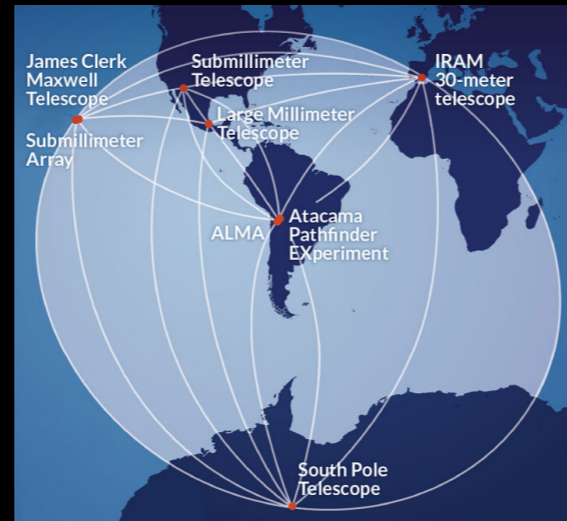 James Clerk
Maxwell
Telescope
Submillimeter
Array
Submillimeter
Telescope
Large Millimeter
Telescope
IRAM
30-meter
telescope
ALMA
Atacama
Pathfinder
EXperiment
South Pole
Telescope